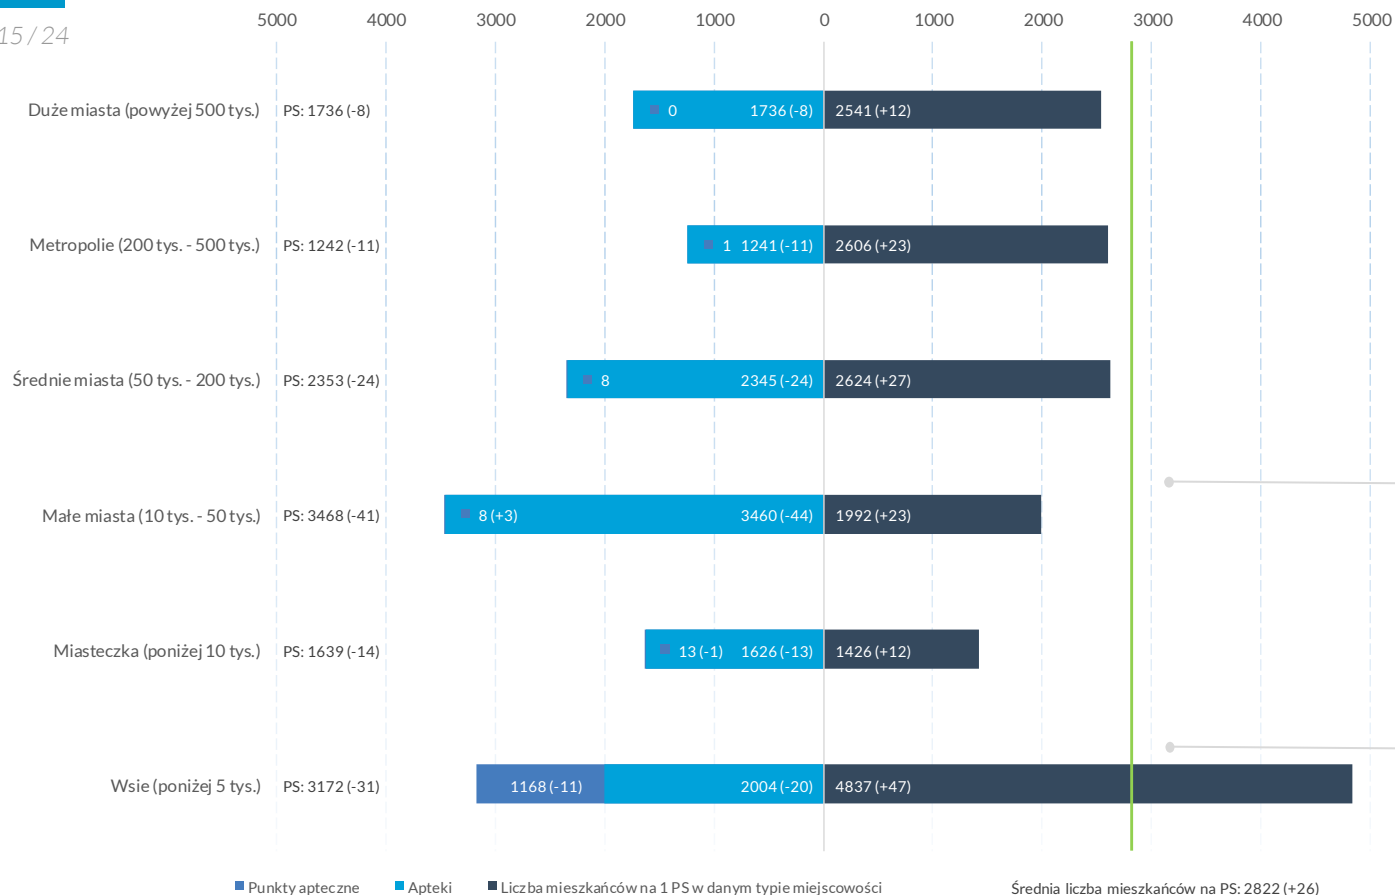 15 / 24
5000 4000 3000 2000 1000 0 1000 2000 3000 4000 5000
Duże miasta (powyżej 500 tys.) PS: 1736 (-8) 0 1736 (-8) 2541 (+12)
Metropolie (200 tys. - 500 tys.) PS: 1242 (-11) 1 1241 (-11) 2606 (+23)
Średnie miasta (50 tys. - 200 tys.) PS: 2353 (-24) 8 2345 (-24) 2624 (+27)
Małe miasta (10 tys. - 50 tys.) PS: 3468 (-41) 8 (+3) 3460 (-44) 1992 (+23)
Miasteczka (poniżej 10 tys.) PS: 1639 (-14) 13 (-1) 1626 (-13) 1426 (+12)
Wsie (poniżej 5 tys.) PS: 3172 (-31) 1168 (-11) 2004 (-20) 4837 (+47)
Punkty apteczne Apteki Liczba mieszkańców na 1 PS w danym typie miejscowości Średnia liczba mieszkańców na PS: 2822 (+26)